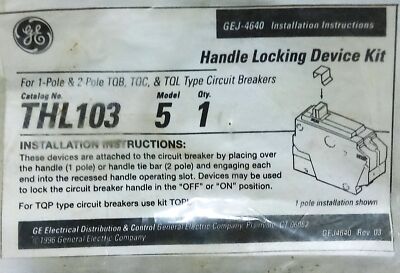 GE
GEJ-4640 Installation Instructions
Handle Locking Device Kit
For 1-Pole & 2 Pole TQB, TQC, & TQL Type Circuit Breakers
Catalog No. Model Qty.
THL103 5 1
INSTALLATION INSTRUCTIONS:
These devices are attached to the circuit breaker by placing over
the handle (1 pole) or handle tie bar (2 pole) and engaging each
end into the recessed handle operating slot. Devices may be
used to lock the circuit breaker handle in the "OFF" or "ON" position.
For TQP type circuit breakers use kit
1 pole installation shown
GE Electrical Distribution & Control General Electric Company, Plainville, CT 06062
©1996 General Electric Company
GEJ4640 Rev 03